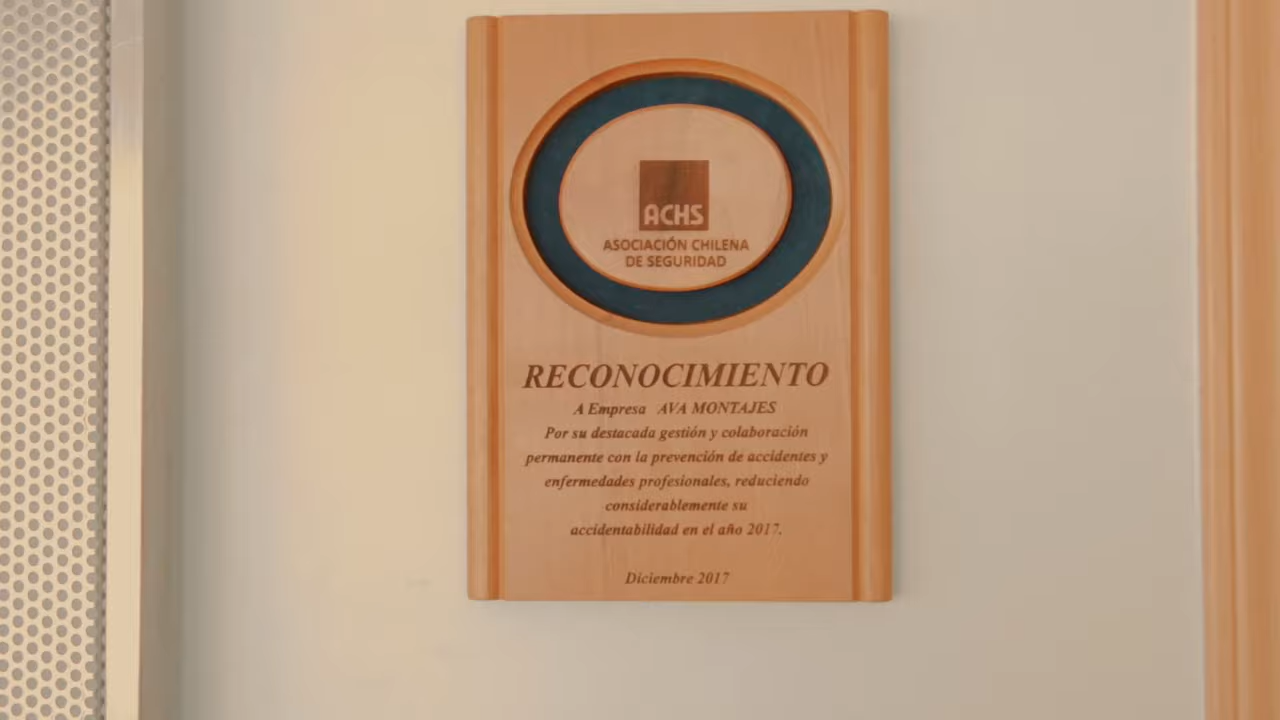 ACHS
ASOCIACIÓN CHILENA
DE SEGURIDAD
RECONOCIMIENTO
A Empresa AVA MONTAJES
Por su destacada gestión y colaboración
permanente con la prevención de accidentes y
enfermedades profesionales, reduciendo
considerablemente su
accidentabilidad en el año 2017.
Diciembre 2017